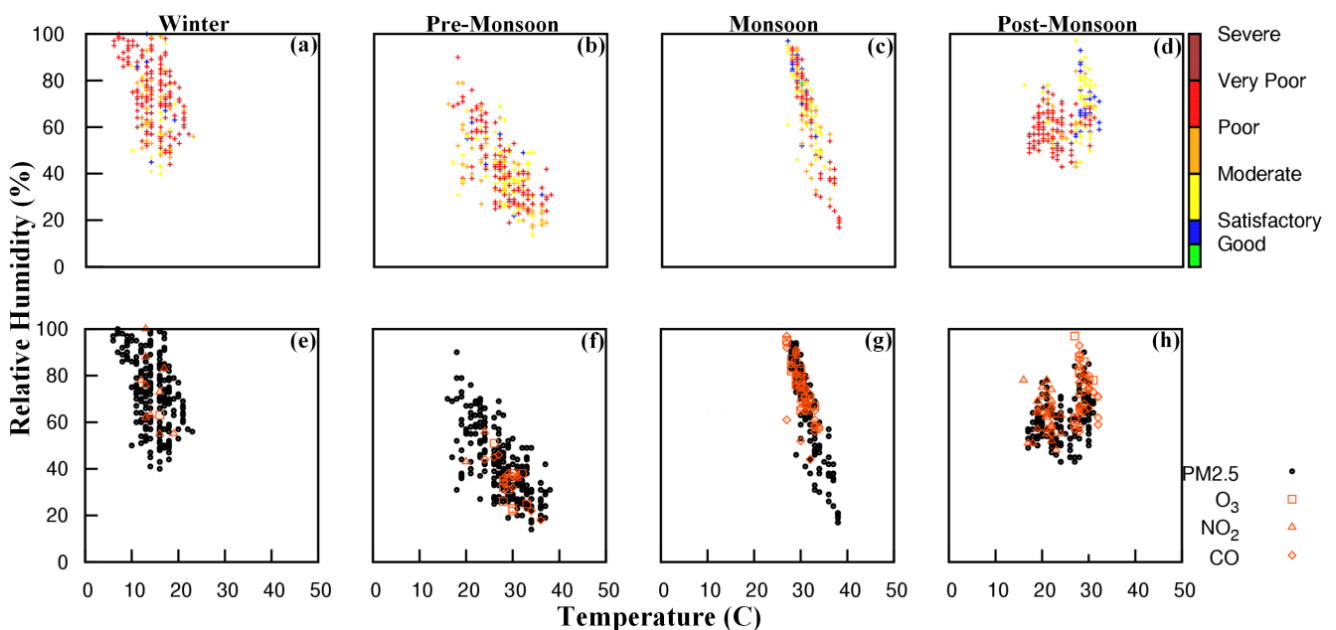 Winter Pre-Monsoon Monsoon Post-Monsoon
100 (a) (b) (c) (d) Severe
80 Very Poor
60 Poor
40 Moderate
20 Satisfactory
0 Good
Relative Humidity (%)
100 (e) (f) (g) (h)
80
60
40
20
0
Relative Humidity (%)
PM2.5
O3
NO2
CO
0 10 20 30 40 50 0 10 20 30 40 50 0 10 20 30 40 50 0 10 20 30 40 50
Temperature (C)